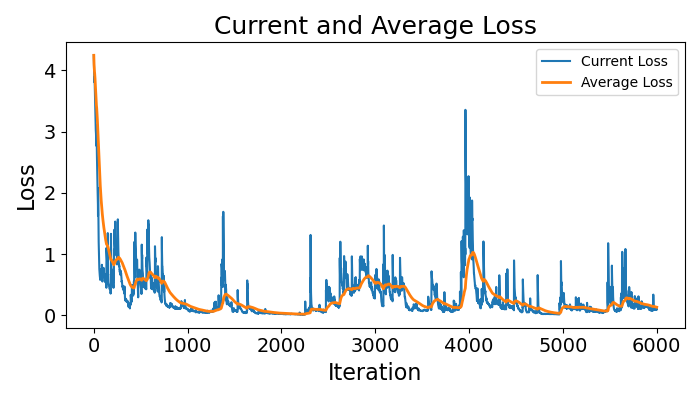 Current and Average Loss
Current Loss
Average Loss
Loss
4
3
2
1
0
0 1000 2000 3000 4000 5000 6000
Iteration